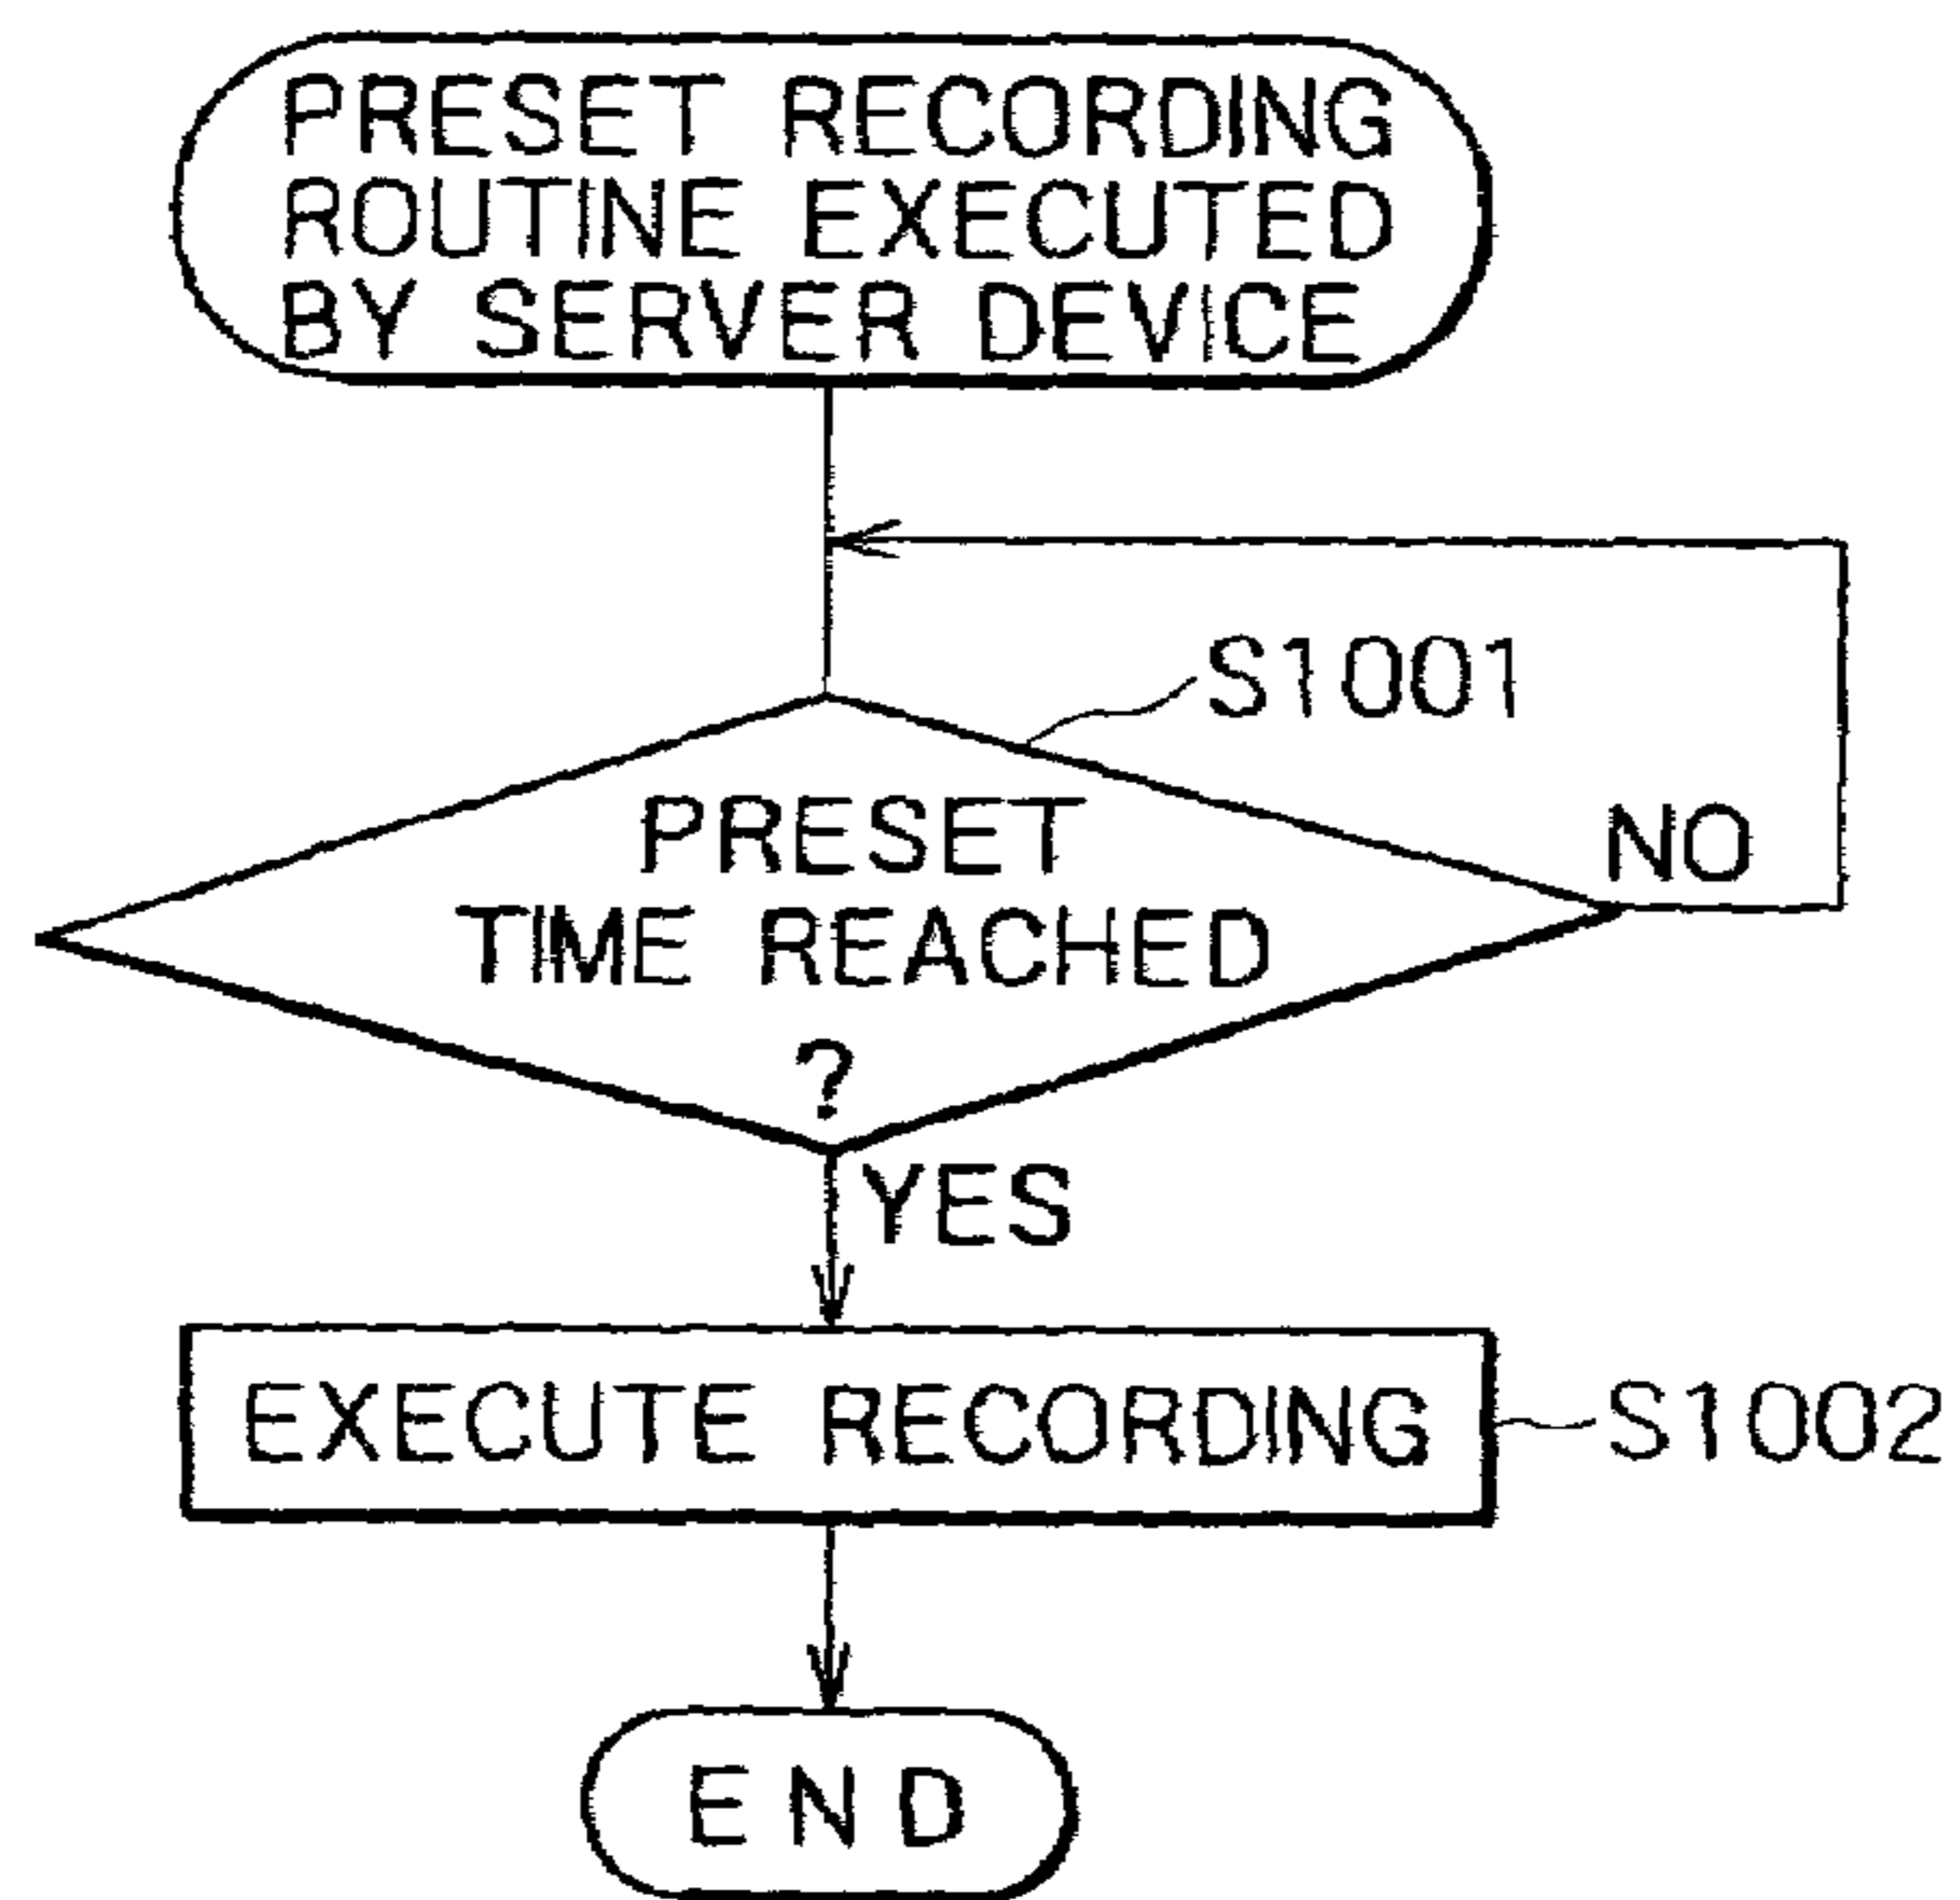 PRESET RECORDING
ROUTINE EXECUTED
BY SERVER DEVICE
S1001
PRESET
TIME REACHED
?
NO
YES
EXECUTE RECORDING
S1002
END